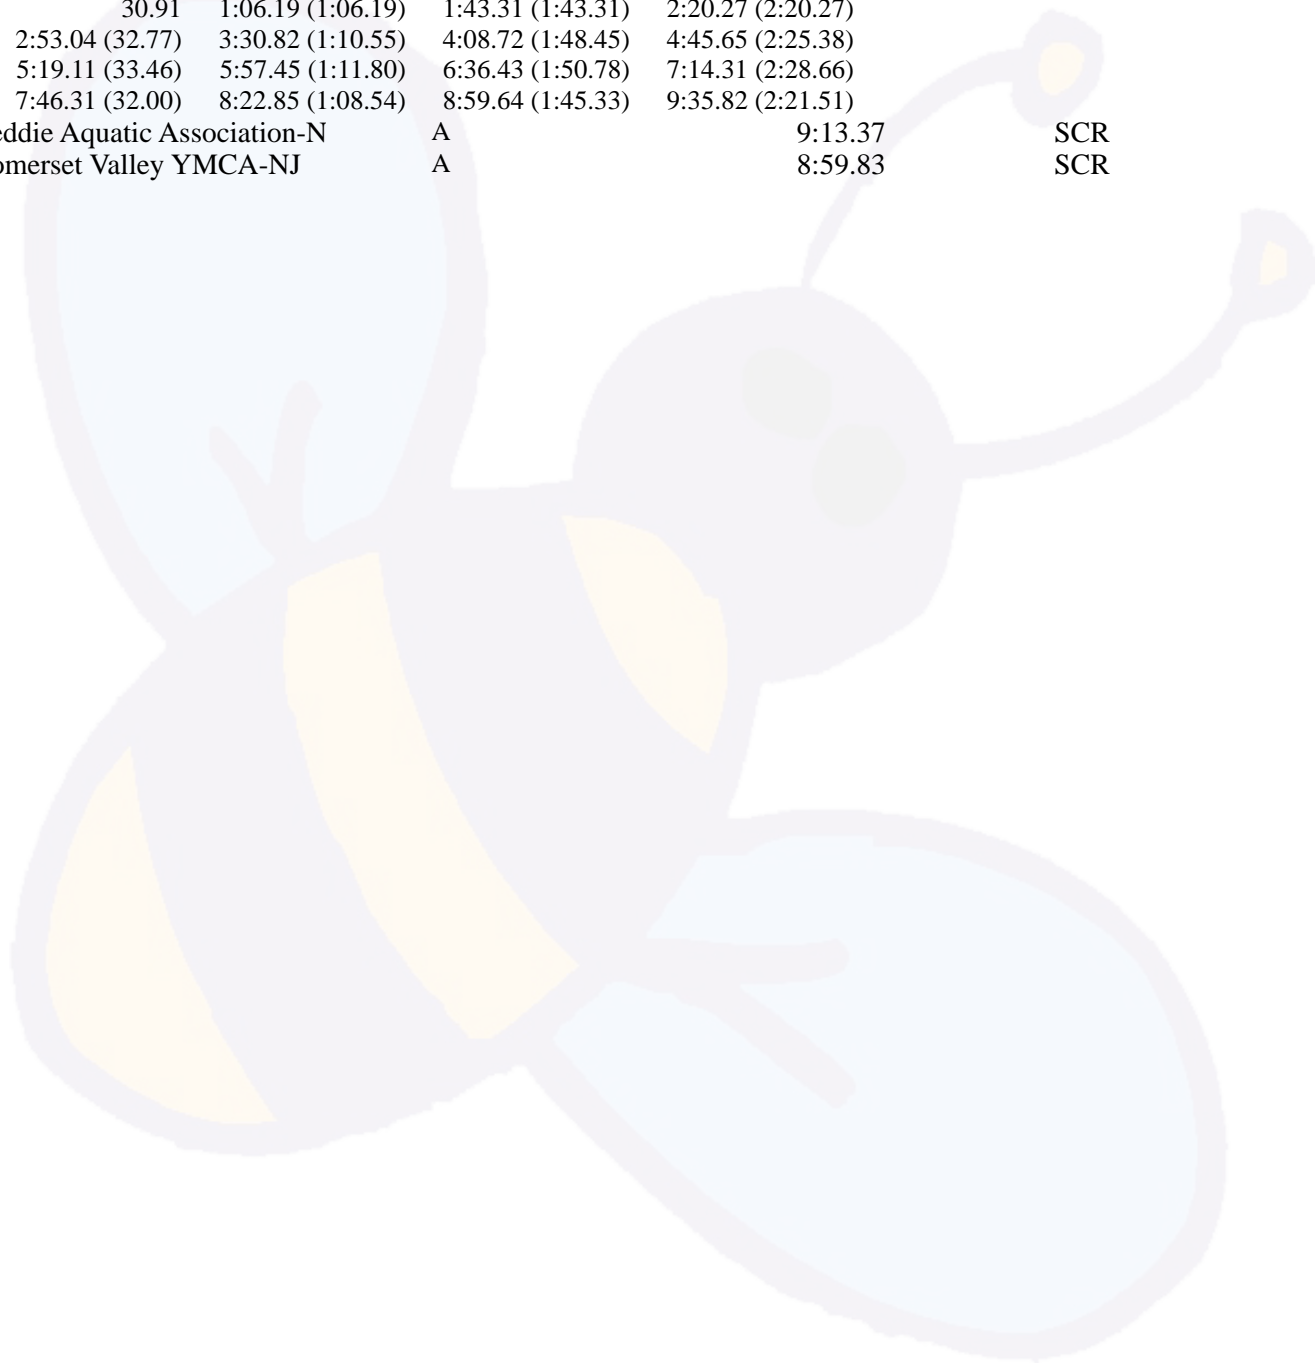 30.91 1:06.19 (1:06.19) 1:43.31 (1:43.31) 2:20.27 (2:20.27)
2:53.04 (32.77) 3:30.82 (1:10.55) 4:08.72 (1:48.45) 4:45.65 (2:25.38)
5:19.11 (33.46) 5:57.45 (1:11.80) 6:36.43 (1:50.78) 7:14.31 (2:28.66)
7:46.31 (32.00) 8:22.85 (1:08.54) 8:59.64 (1:45.33) 9:35.82 (2:21.51)
eddie Aquatic Association-N A 9:13.37 SCR
omerset Valley YMCA-NJ A 8:59.83 SCR